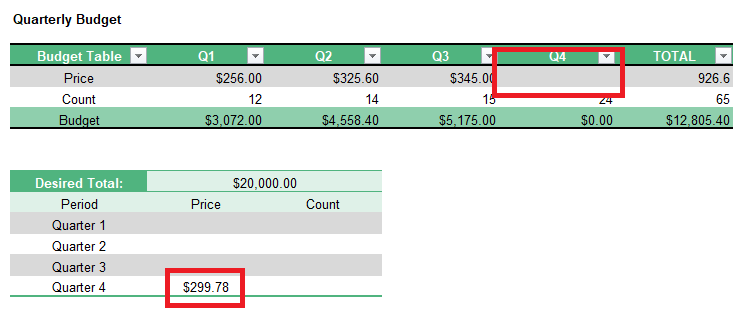 Quarterly Budget
Budget Table Q1 Q2 Q3 Q4 TOTAL
Price $256.00 $325.60 $345.00 926.6
Count 12 14 15 24 65
Budget $3,072.00 $4,558.40 $5,175.00 $0.00 $12,805.40
Desired Total: $20,000.00
Period Price Count
Quarter 1
Quarter 2
Quarter 3
Quarter 4 $299.78